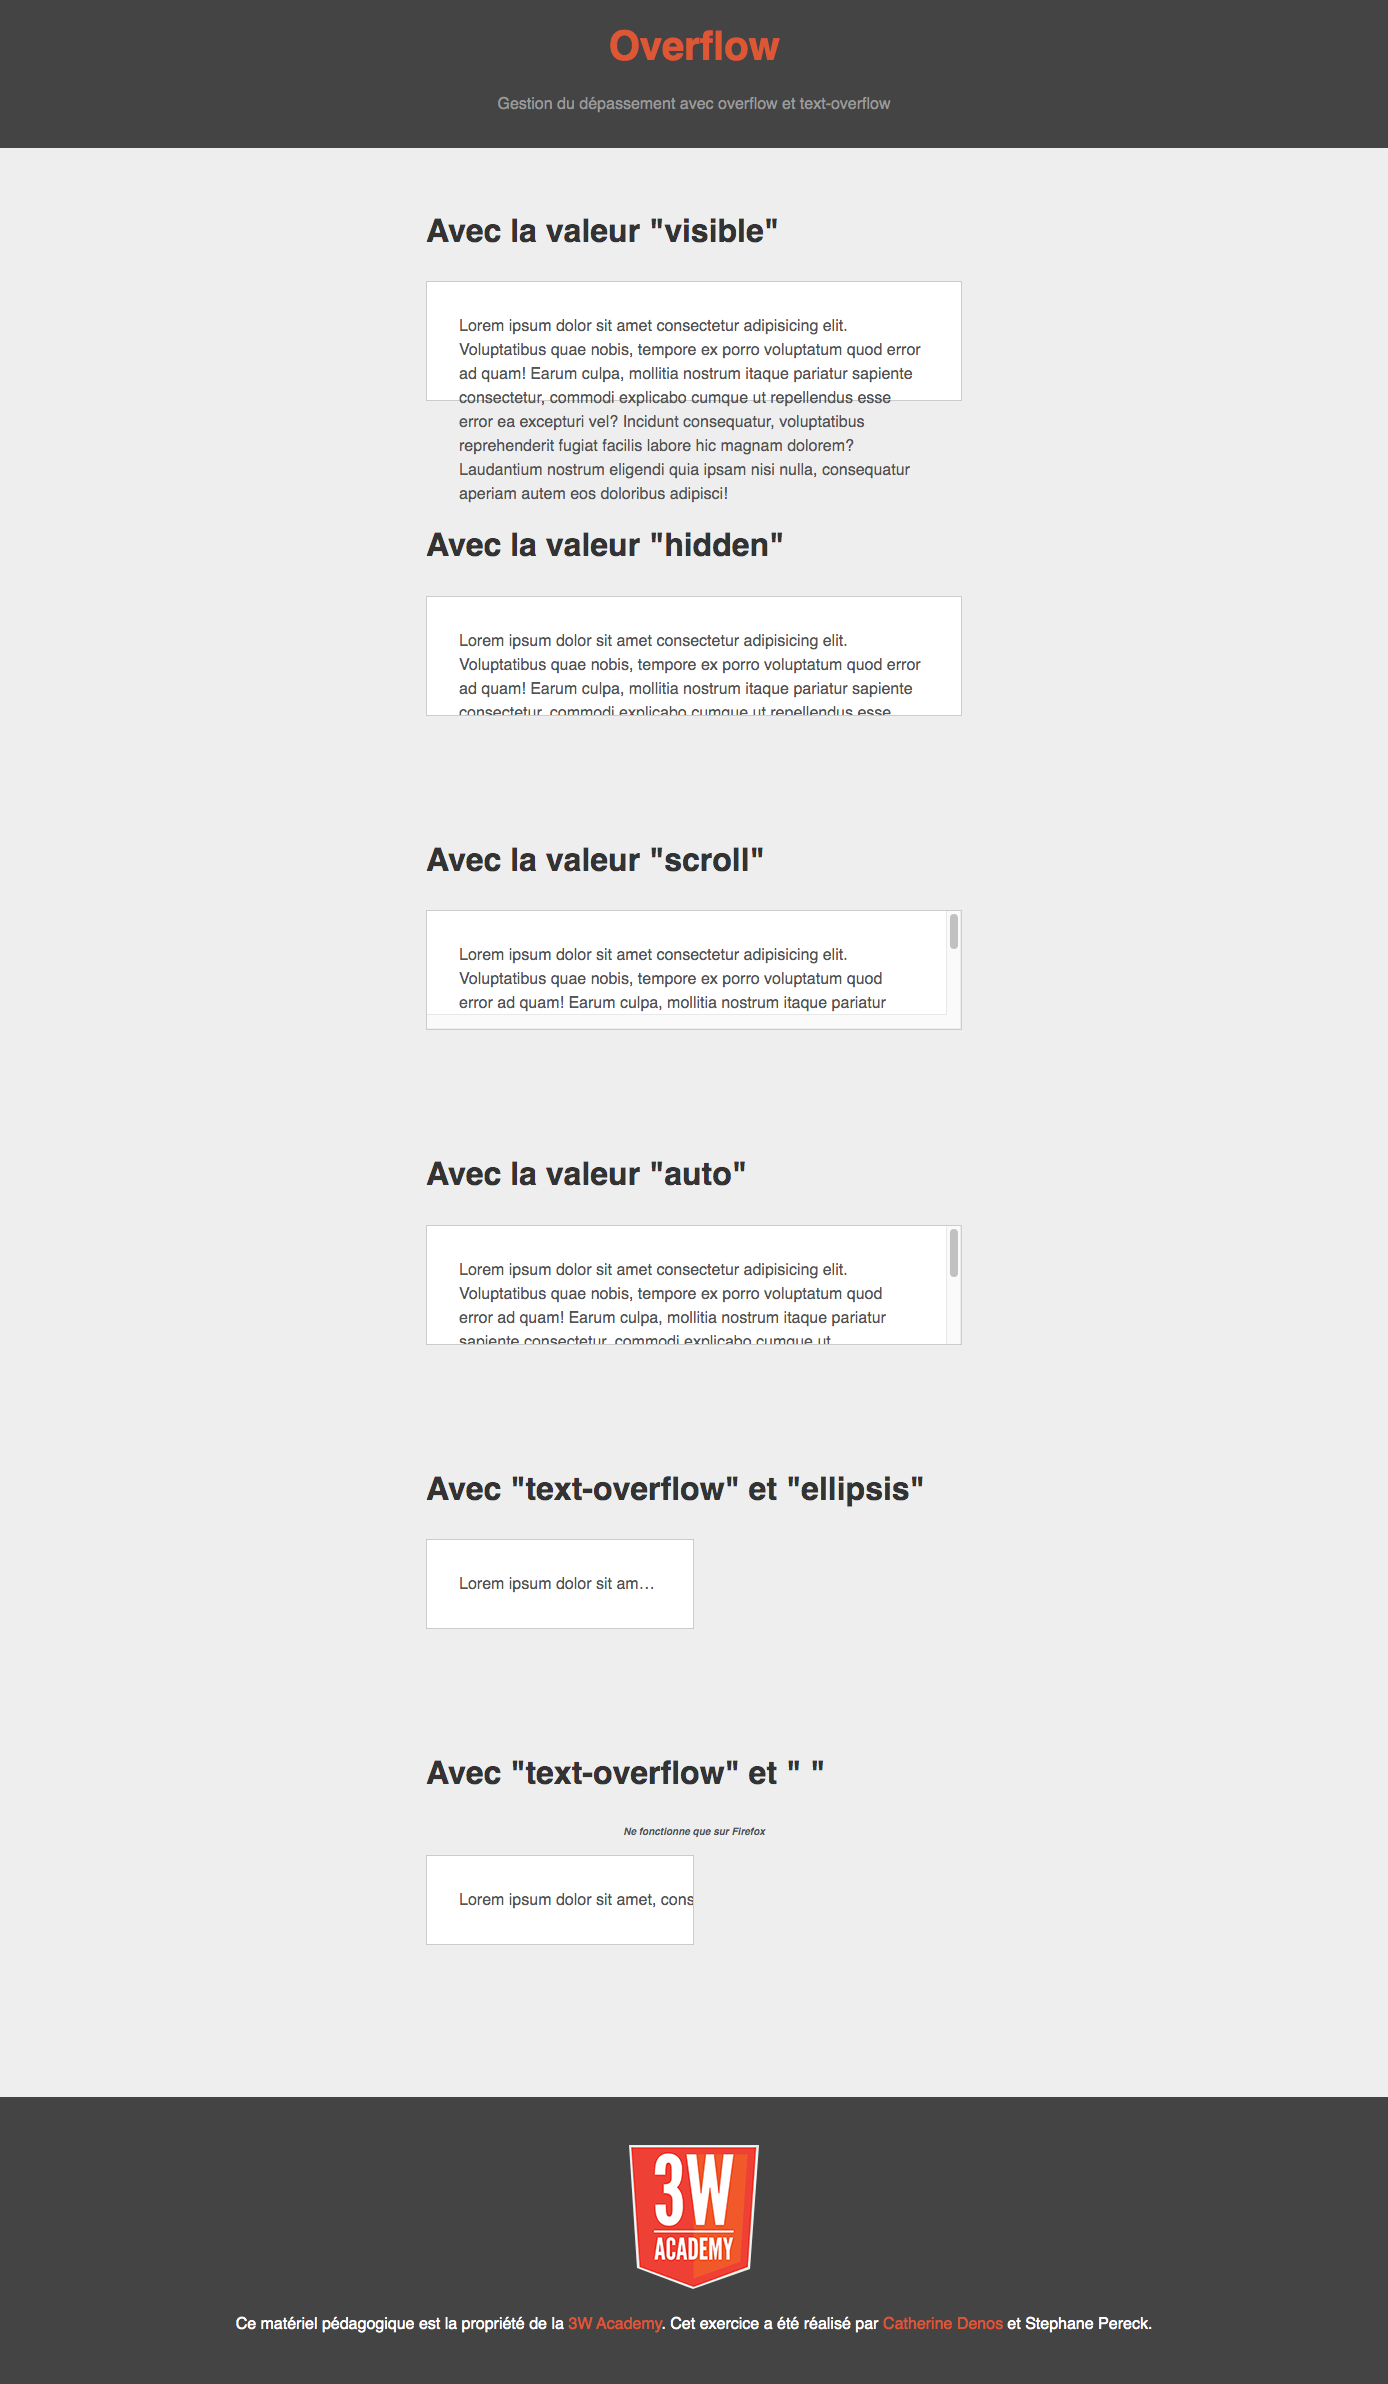 Overflow
Gestion du dépassement avec overflow et text-overflow
Avec la valeur "visible"
Lorem ipsum dolor sit amet consectetur adipisicing elit.
Voluptatibus quae nobis, tempore ex porro voluptatum quod error
ad quam! Earum culpa, mollitia nostrum itaque pariatur sapiente
consectetur, commodi explicabo cumque ut repellendus esse
error ea excepturi vel? Incidunt consequatur, voluptatibus
reprehenderit fugiat facilis labore hic magnam dolorem?
Laudantium nostrum eligendi quia ipsam nisi nulla, consequatur
aperiam autem eos doloribus adipisci!
Avec la valeur "hidden"
Lorem ipsum dolor sit amet consectetur adipisicing elit.
Voluptatibus quae nobis, tempore ex porro voluptatum quod error
ad quam! Earum culpa, mollitia nostrum itaque pariatur sapiente
consectetur, commodi explicabo cumque ut repellendus esse
Avec la valeur "scroll"
Lorem ipsum dolor sit amet consectetur adipisicing elit.
Voluptatibus quae nobis, tempore ex porro voluptatum quod
error ad quam! Earum culpa, mollitia nostrum itaque pariatur
Avec la valeur "auto"
Lorem ipsum dolor sit amet consectetur adipisicing elit.
Voluptatibus quae nobis, tempore ex porro voluptatum quod
error ad quam! Earum culpa, mollitia nostrum itaque pariatur
sapiente consectetur, commodi explicabo cumque ut
Avec "text-overflow" et "ellipsis"
Lorem ipsum dolor sit am…
Avec "text-overflow" et " "
Ne fonctionne que sur Firefox
Lorem ipsum dolor sit amet, cons
3W
ACADEMY
Ce matériel pédagogique est la propriété de la 3W Academy. Cet exercice a été réalisé par Catherine Denos et Stephane Pereck.